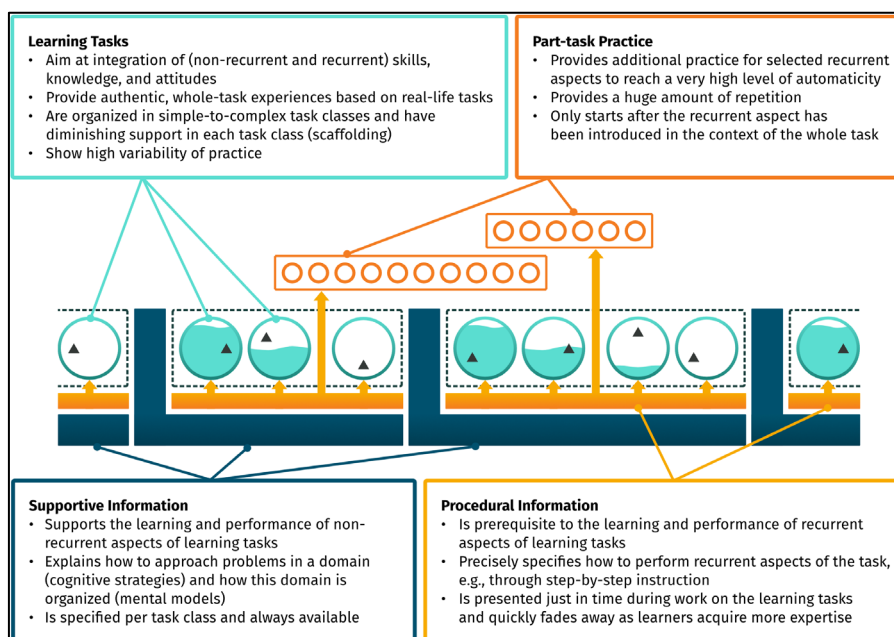 Learning Tasks
• Aim at integration of (non-recurrent and recurrent) skills,
knowledge, and attitudes
• Provide authentic, whole-task experiences based on real-life tasks
• Are organized in simple-to-complex task classes and have
diminishing support in each task class (scaffolding)
• Show high variability of practice
Part-task Practice
• Provides additional practice for selected recurrent
aspects to reach a very high level of automaticity
• Provides a huge amount of repetition
• Only starts after the recurrent aspect has
been introduced in the context of the whole task
Supportive Information
• Supports the learning and performance of non-
recurrent aspects of learning tasks
• Explains how to approach problems in a domain
(cognitive strategies) and how this domain is
organized (mental models)
• Is specified per task class and always available
Procedural Information
• Is prerequisite to the learning and performance of recurrent
aspects of learning tasks
• Precisely specifies how to perform recurrent aspects of the task,
e.g., through step-by-step instruction
• Is presented just in time during work on the learning tasks
and quickly fades away as learners acquire more expertise